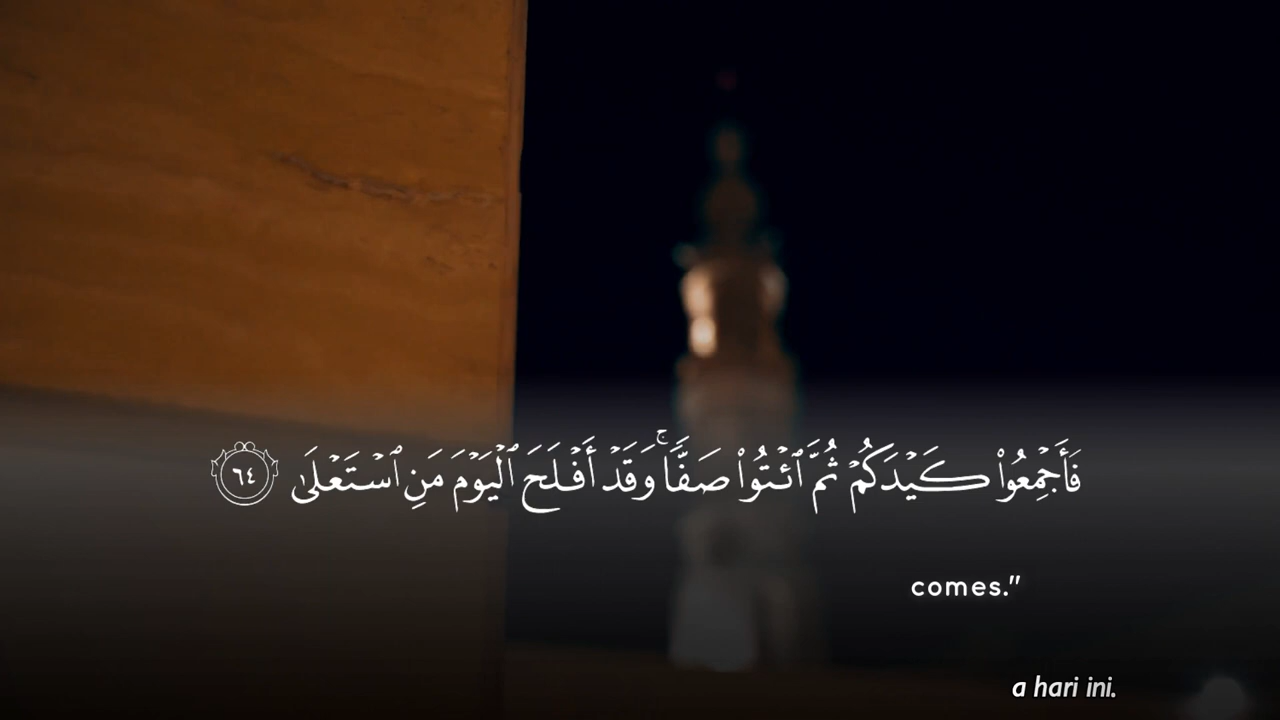 فَأَجْمِعُوا۟ كَيْدَكُمْ ثُمَّ ٱئْتُوا۟ صَفًّا ۚ وَقَدْ أَفْلَحَ ٱلْيَوْمَ مَنِ ٱسْتَعْلَىٰ ٦٤
comes."
a hari ini.